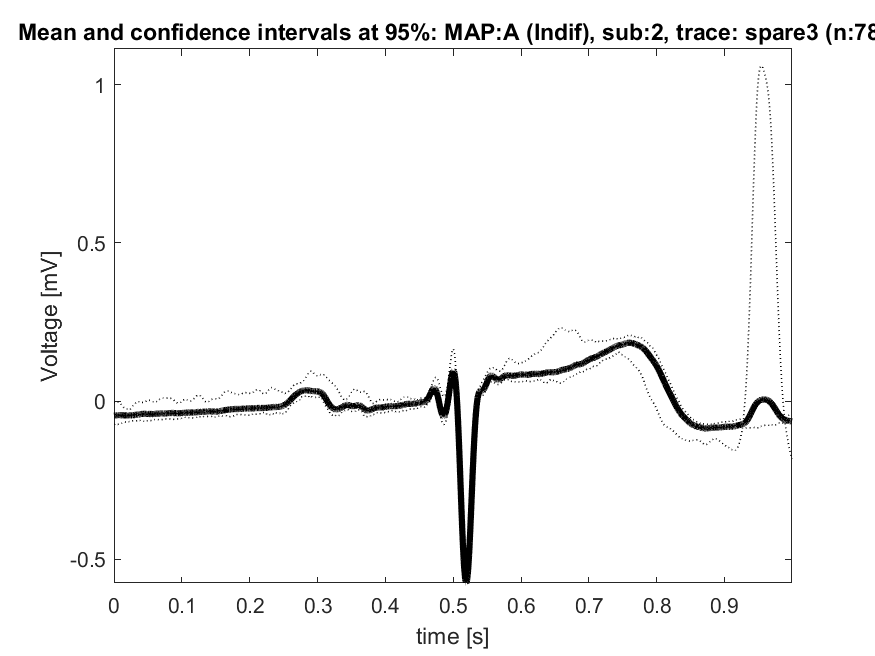 Mean and confidence intervals at 95%: MAP:A (Indif), sub:2, trace: spare3 (n:78
1
0.5
0
-0.5
Voltage [mV]
0 0.1 0.2 0.3 0.4 0.5 0.6 0.7 0.8 0.9
time [s]